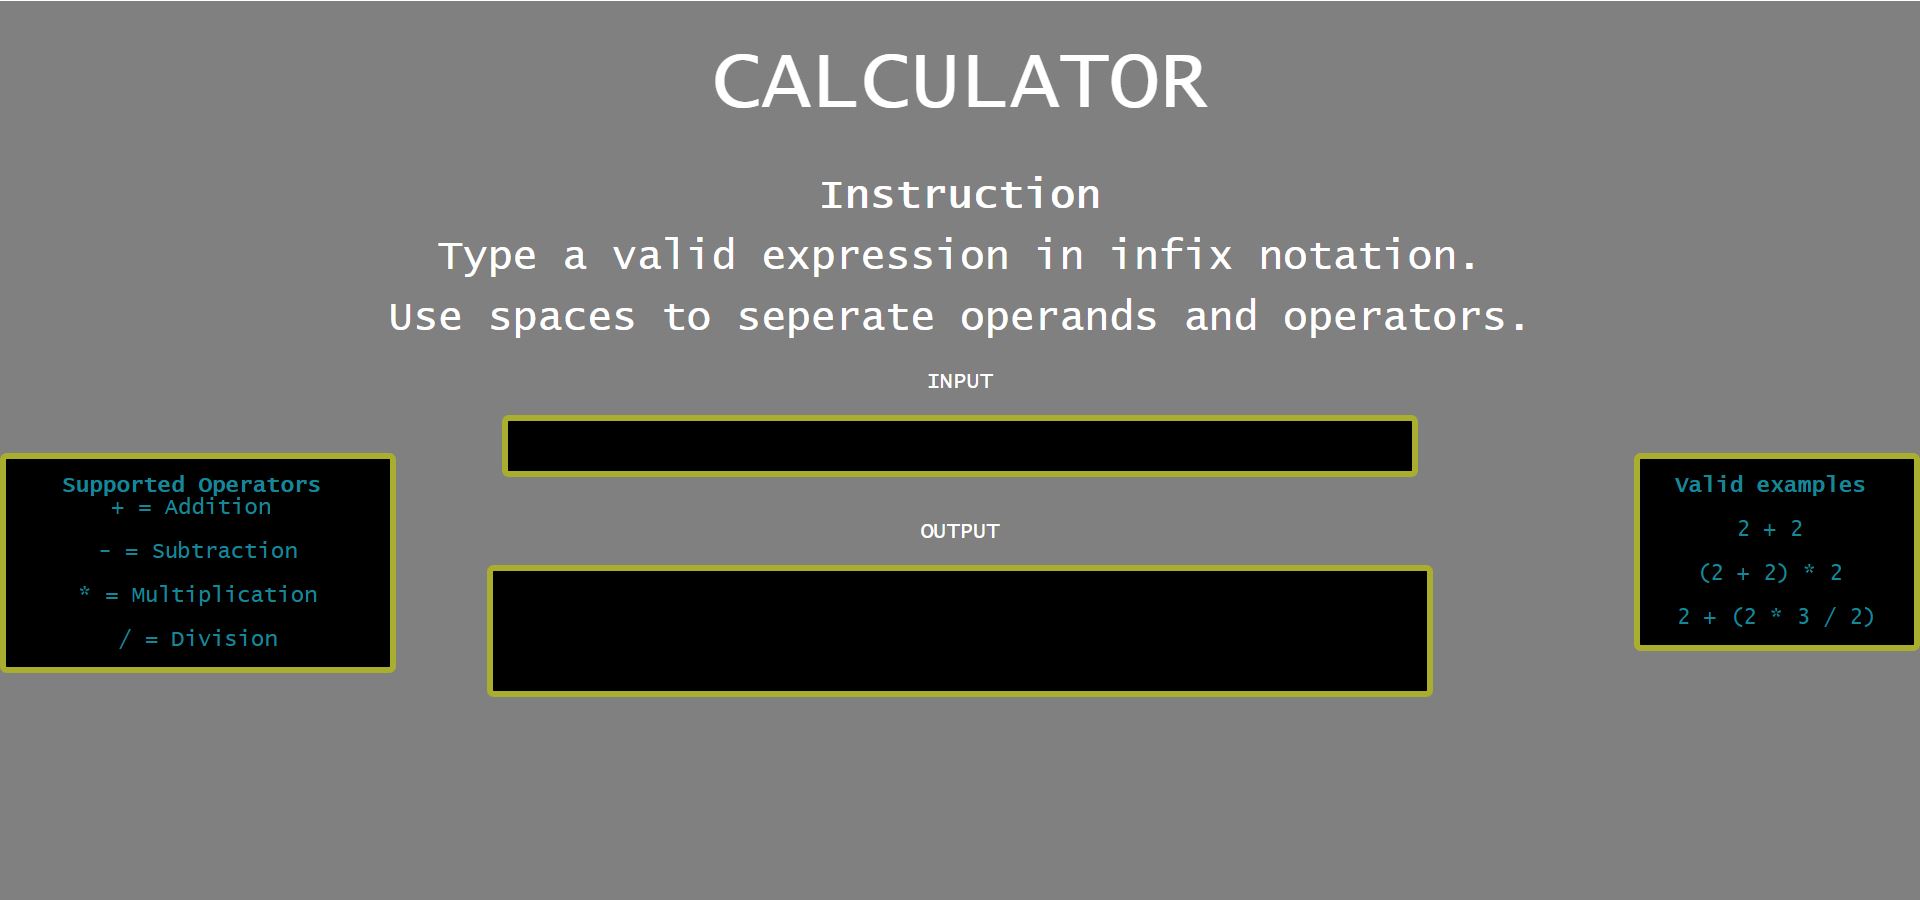 CALCULATOR
Instruction
Type a valid expression in infix notation.
Use spaces to seperate operands and operators.
INPUT
OUTPUT
Supported Operators
+ = Addition
- = Subtraction
* = Multiplication
/ = Division
Valid examples
2 + 2
(2 + 2) * 2
2 + (2 * 3 / 2)